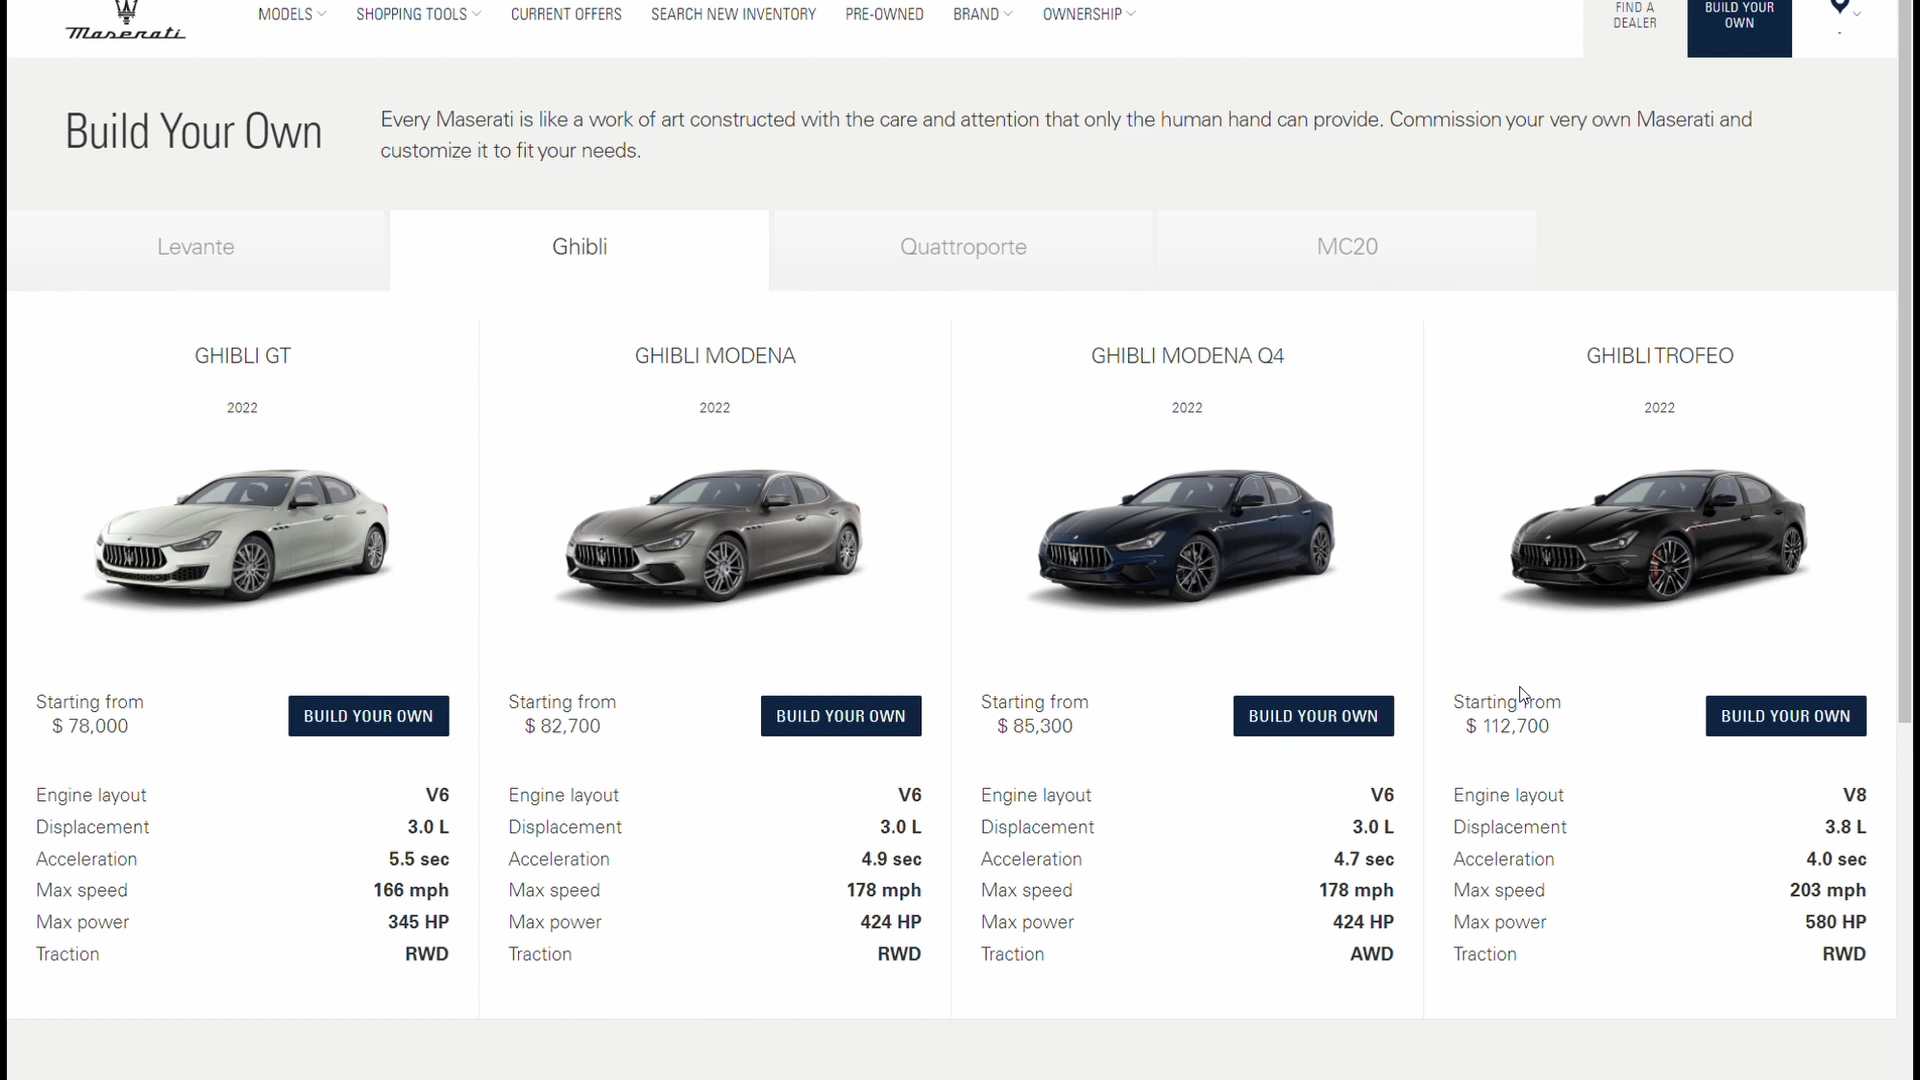 Maserati
MODELS
SHOPPING TOOLS
CURRENT OFFERS
SEARCH NEW INVENTORY
PRE-OWNED
BRAND
OWNERSHIP
FIND A
DEALER
BUILD YOUR
OWN
-
Build Your Own
Every Maserati is like a work of art constructed with the care and attention that only the human hand can provide. Commission your very own Maserati and
customize it to fit your needs.
Levante
Ghibli
Quattroporte
MC20
GHIBLI GT
2022
Starting from
$ 78,000
BUILD YOUR OWN
Engine layout V6
Displacement 3.0 L
Acceleration 5.5 sec
Max speed 166 mph
Max power 345 HP
Traction RWD
GHIBLI MODENA
2022
Starting from
$ 82,700
BUILD YOUR OWN
Engine layout V6
Displacement 3.0 L
Acceleration 4.9 sec
Max speed 178 mph
Max power 424 HP
Traction RWD
GHIBLI MODENA Q4
2022
Starting from
$ 85,300
BUILD YOUR OWN
Engine layout V6
Displacement 3.0 L
Acceleration 4.7 sec
Max speed 178 mph
Max power 424 HP
Traction AWD
GHIBLI TROFEO
2022
Starting from
$ 112,700
BUILD YOUR OWN
Engine layout V8
Displacement 3.8 L
Acceleration 4.0 sec
Max speed 203 mph
Max power 580 HP
Traction RWD